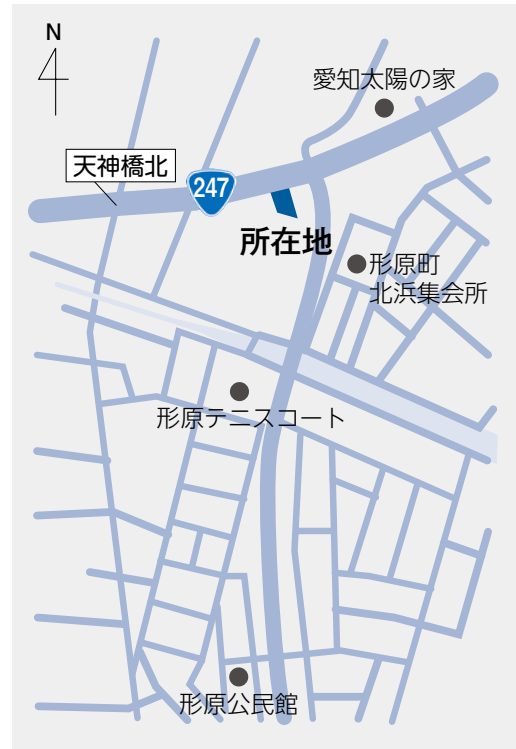 N
愛知太陽の家
天神橋北
247
所在地
形原町
北浜集会所
形原テニスコート
形原公民館